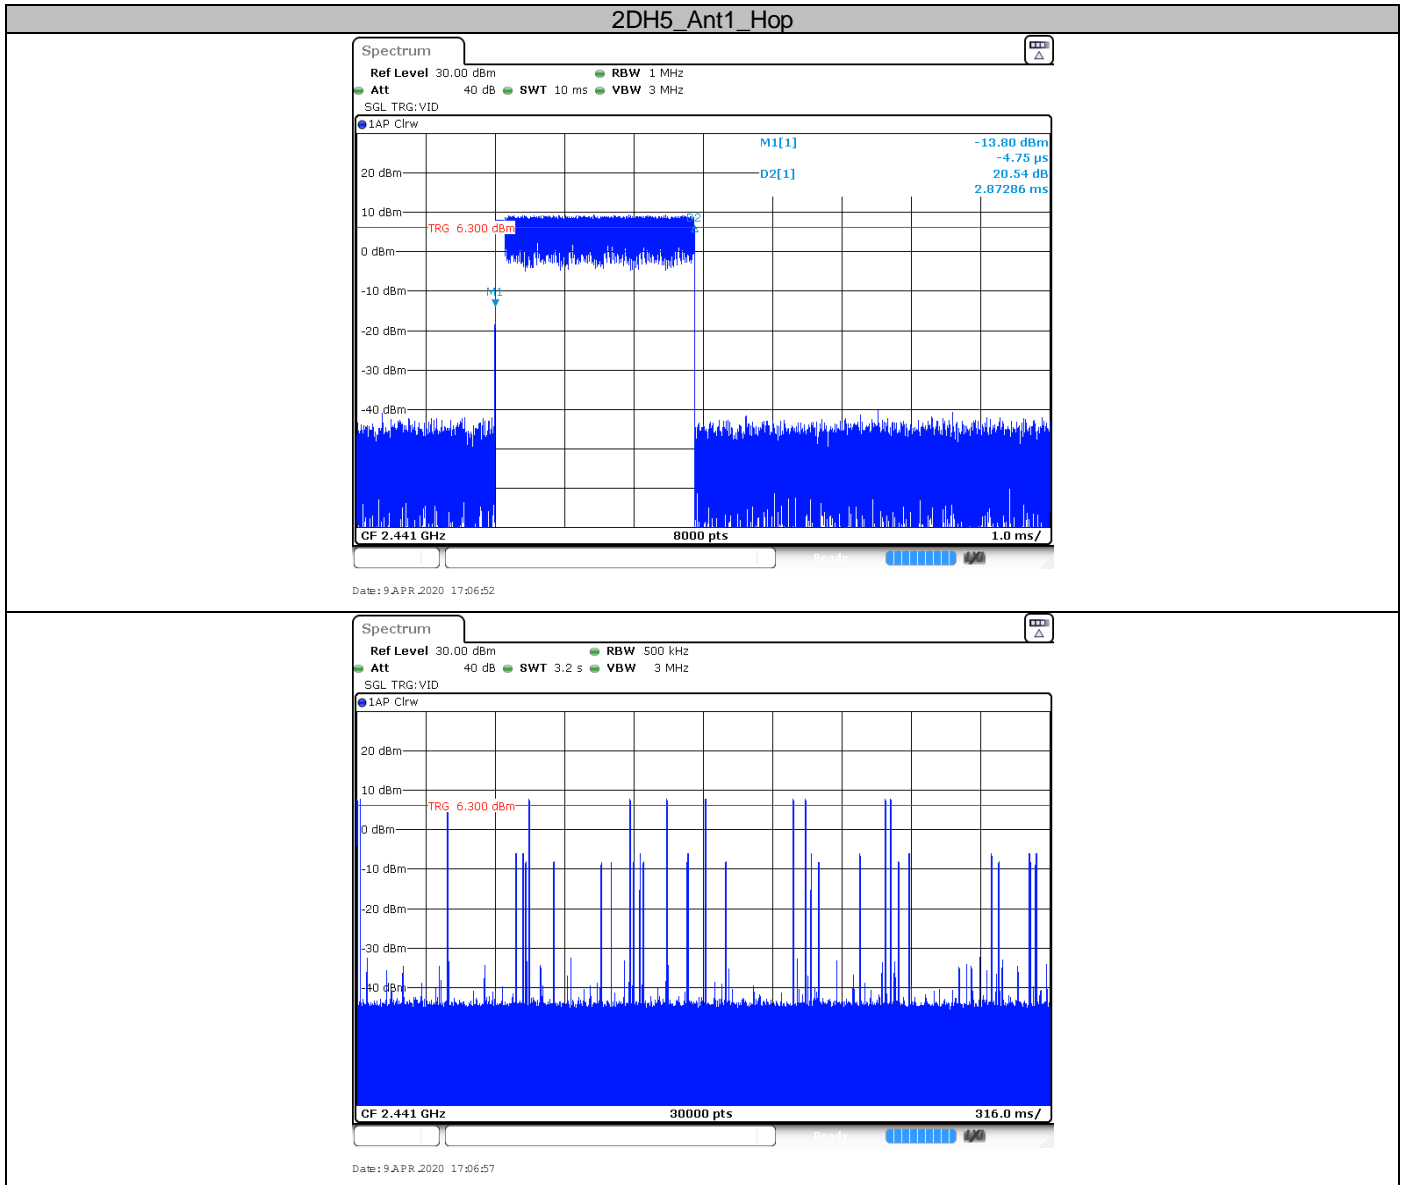 2DH5_Ant1_Hop
Spectrum
Ref Level 30.00 dBm RBW 1 MHz
Att 40 dB SWT 10 ms VBW 3 MHz
SGL TRG:VID
1AP Clrw
M1[1] -13.80 dBm
-4.75 µs
D2[1] 20.54 dB
2.87286 ms
20 dBm
10 dBm
D2
TRG 6.300 dBm
0 dBm
-10 dBm
M1
-20 dBm
-30 dBm
-40 dBm
CF 2.441 GHz 8000 pts 1.0 ms/
Ready LXI
Date: 9.APR.2020 17:06:52
Spectrum
Ref Level 30.00 dBm RBW 500 kHz
Att 40 dB SWT 3.2 s VBW 3 MHz
SGL TRG:VID
1AP Clrw
20 dBm
10 dBm
TRG 6.300 dBm
0 dBm
-10 dBm
-20 dBm
-30 dBm
-40 dBm
CF 2.441 GHz 30000 pts 316.0 ms/
Ready LXI
Date: 9.APR.2020 17:06:57